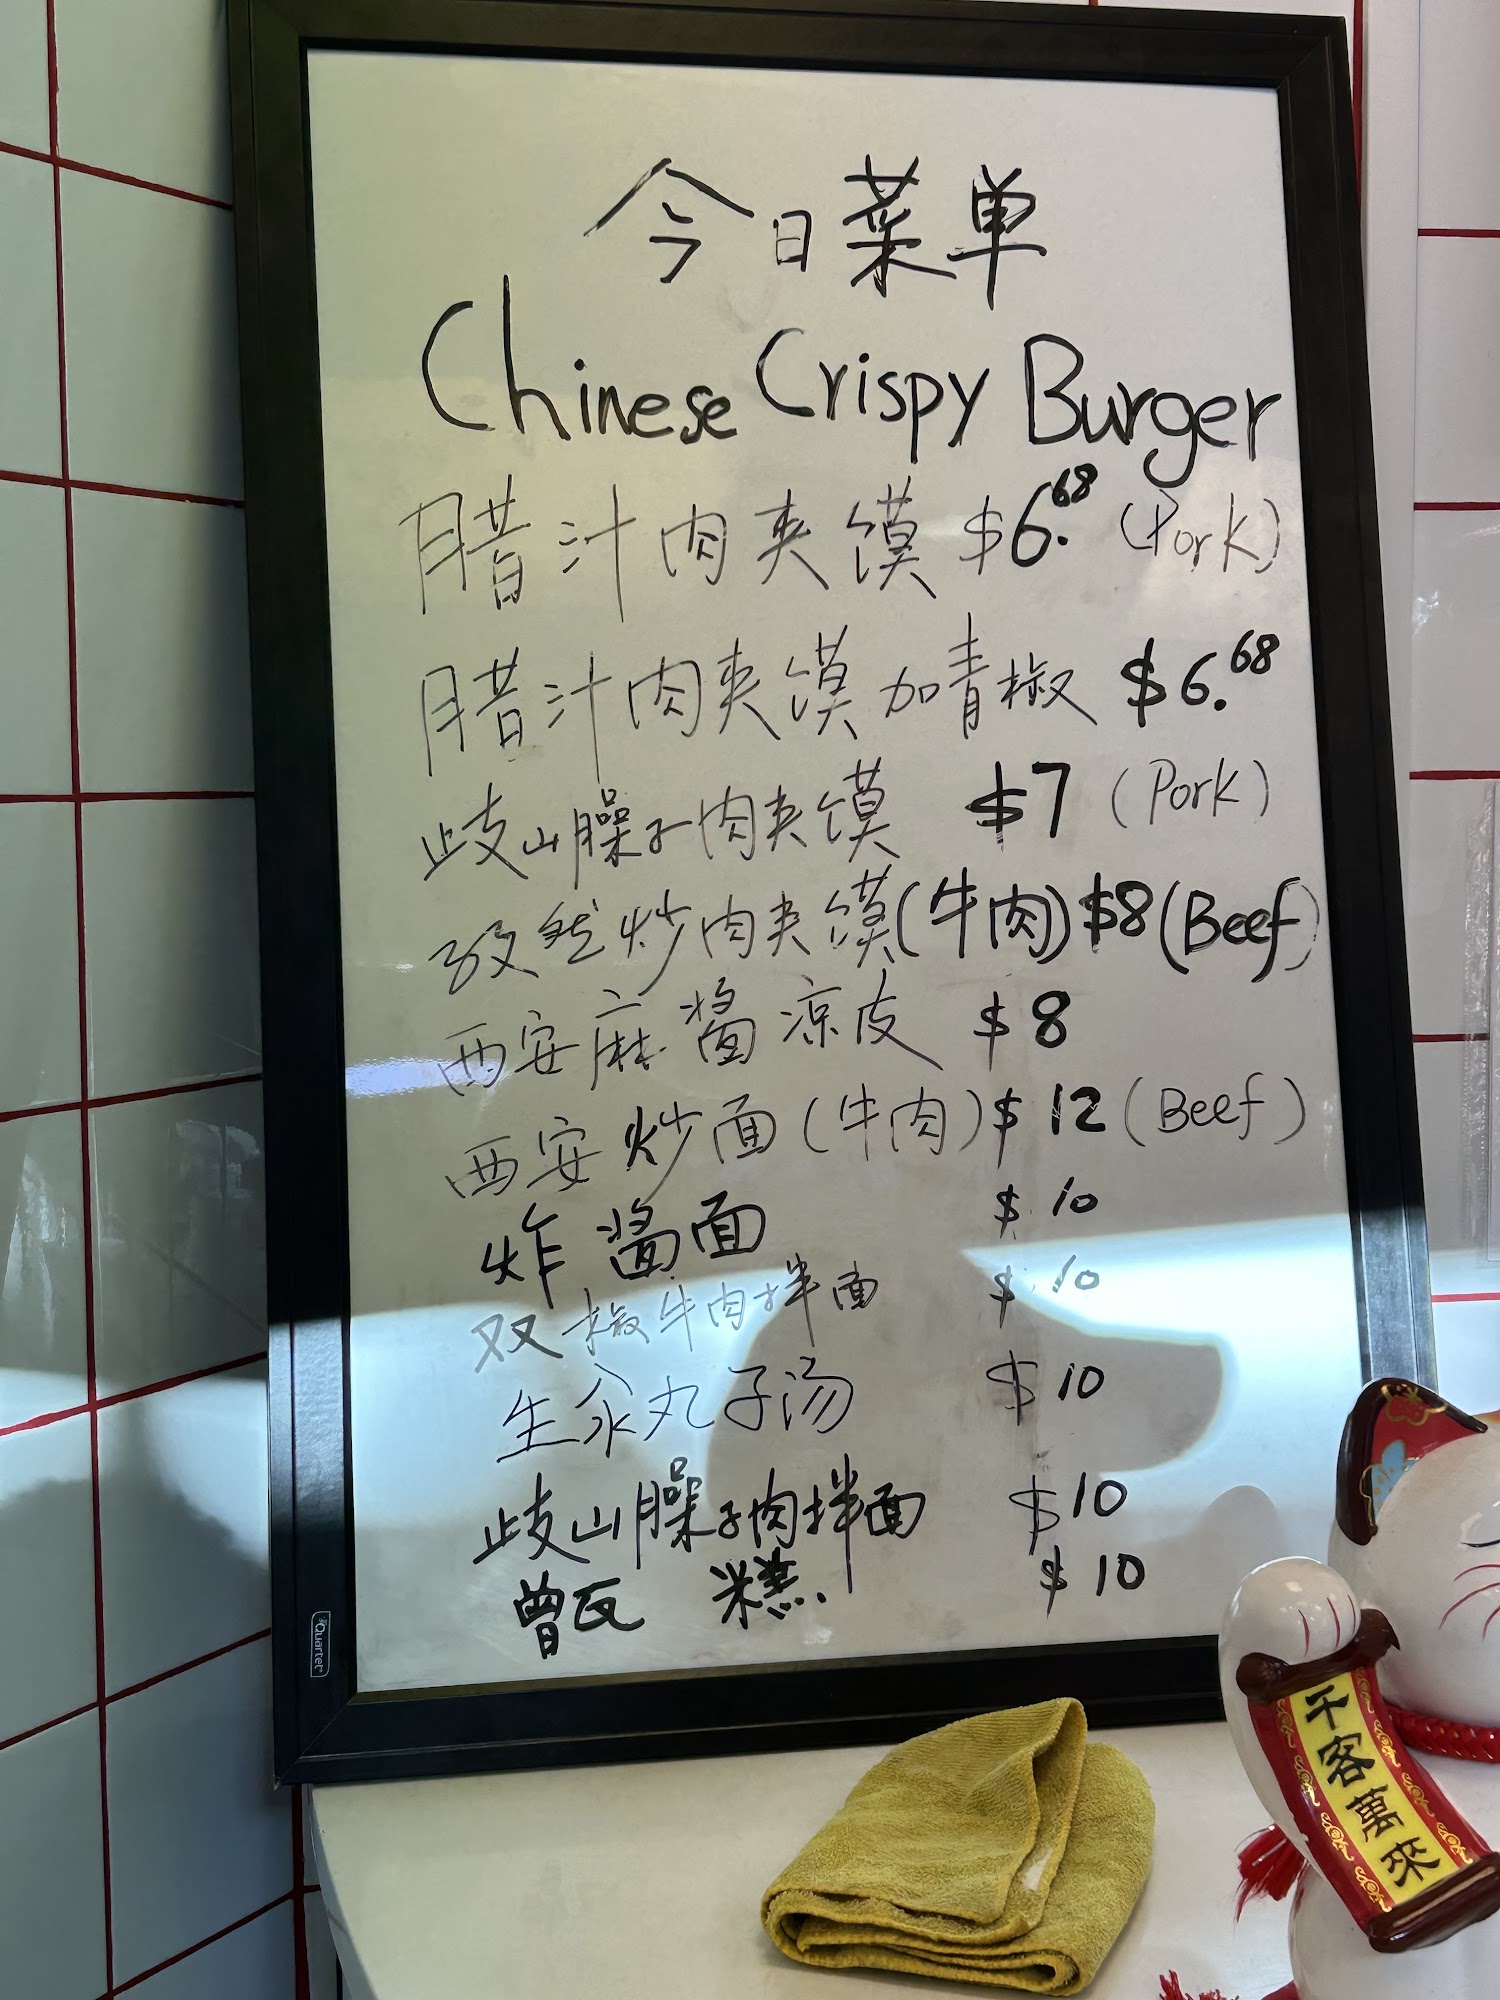 今日菜单
Chinese Crispy Burger
腊汁肉夹馍 $6.68 (Pork)
腊汁肉夹馍加青椒 $6.68
岐山臊子肉夹馍 $7 (Pork)
孜然炒肉夹馍(牛肉) $8 (Beef)
西安麻酱凉皮 $8
西安炒面(牛肉) $12 (Beef)
炸酱面 $10
双椒牛肉拌面 $10
生汆丸子汤 $10
岐山臊子肉拌面 $10
甑糕 $10
Quartet
千客萬來